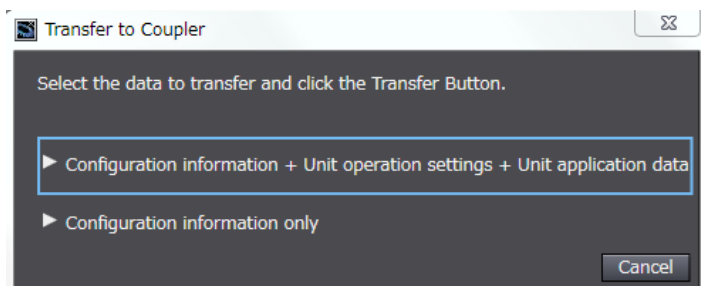 Transfer to Coupler
Select the data to transfer and click the Transfer Button.
Configuration information + Unit operation settings + Unit application data
Configuration information only
Cancel